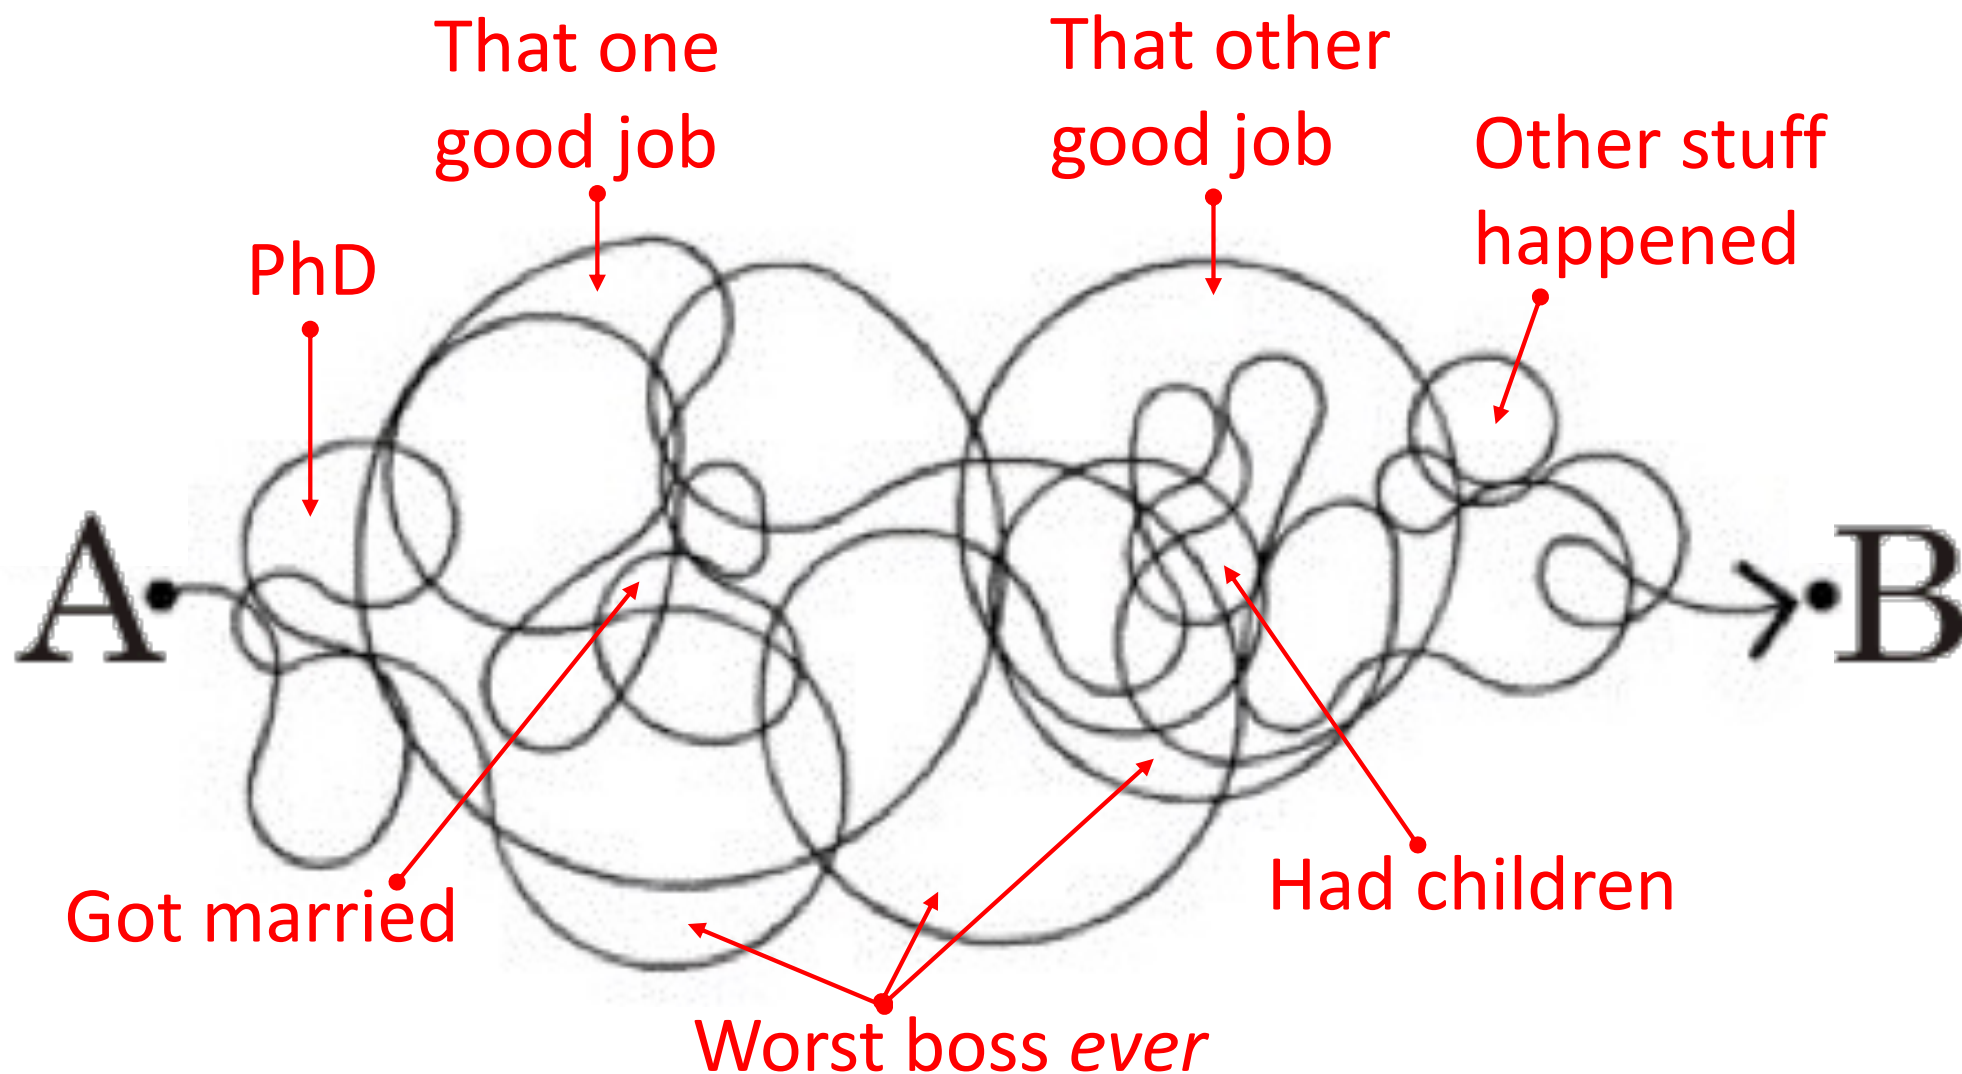 That one
good job
That other
good job
Other stuff
happened
PhD
A
B
Got married
Had children
Worst boss ever